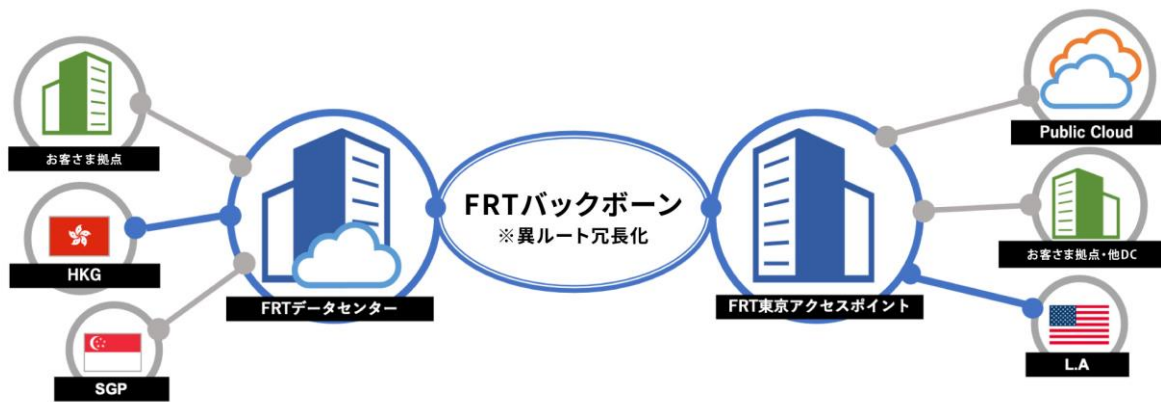 お客さま拠点
HKG
SGP
FRTデータセンター
FRTバックボーン
※異ルート冗長化
FRT東京アクセスポイント
Public Cloud
お客さま拠点・他DC
L.A